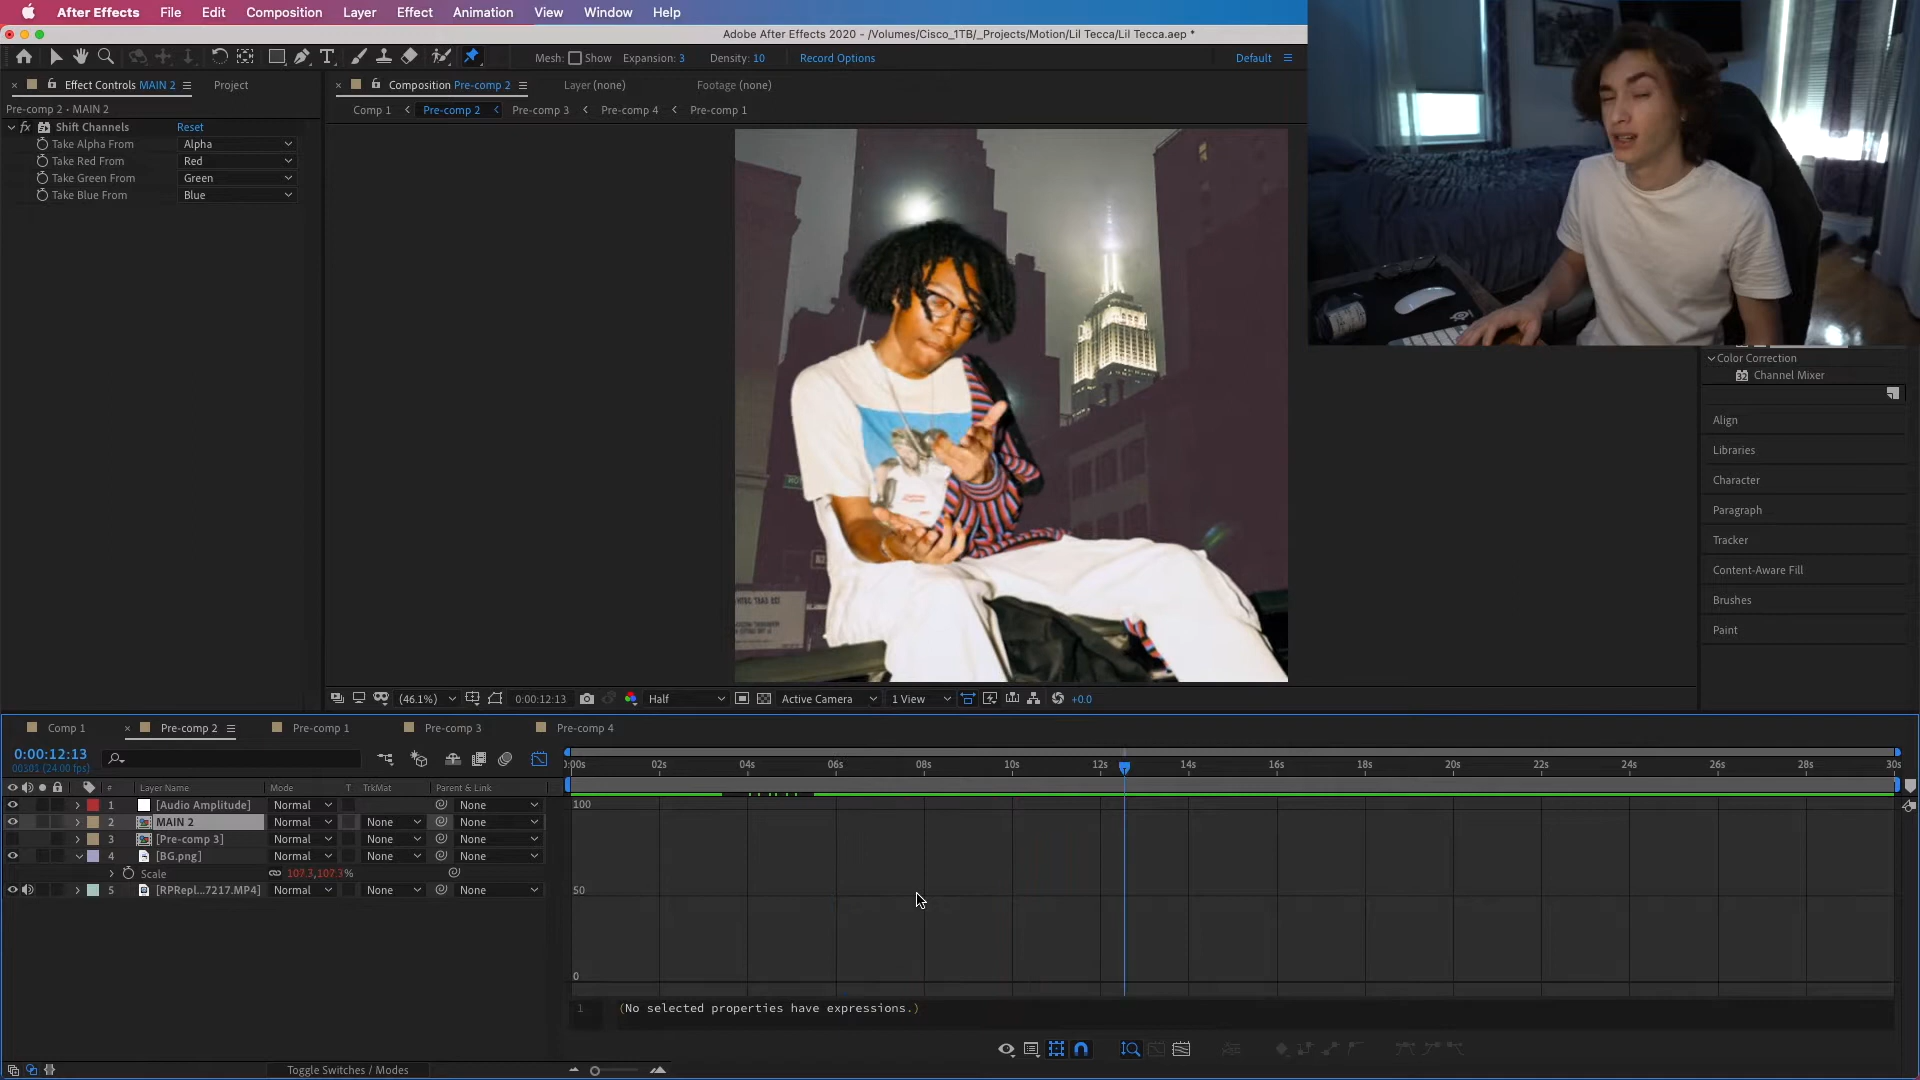 After Effects File Edit Composition Layer Effect Animation View Window Help
Adobe After Effects 2020 - /Volumes/Cisco_1TB/_Projects/Motion/Lil Tecca/Lil Tecca.aep *
Mesh: Show Expansion: 3 Density: 10 Record Options Default
Effect Controls MAIN 2 Project
Composition Pre-comp 2 Layer (none) Footage (none)
Pre-comp 2 • MAIN 2
Comp 1 Pre-comp 2 Pre-comp 3 Pre-comp 4 Pre-comp 1
fx Shift Channels Reset
Take Alpha From Alpha
Take Red From Red
Take Green From Green
Take Blue From Blue
Color Correction
32 Channel Mixer
Align
Libraries
Character
Paragraph
Tracker
Content-Aware Fill
Brushes
Paint
(46.1%) 0:00:12:13 Half Active Camera 1 View +0.0
Comp 1 Pre-comp 2 Pre-comp 1 Pre-comp 3 Pre-comp 4
0:00:12:13
00301 (24.00 fps)
):00s 02s 04s 06s 08s 10s 12s 14s 16s 18s 20s 22s 24s 26s 28s 30s
# Layer Name Mode T TrkMat Parent & Link
1 [Audio Amplitude] Normal None
2 MAIN 2 Normal None None
3 [Pre-comp 3] Normal None None
4 [BG.png] Normal None None
Scale 107.3,107.3%
5 [RPRepl...7217.MP4] Normal None None
100
50
0
1 (No selected properties have expressions.)
Toggle Switches / Modes